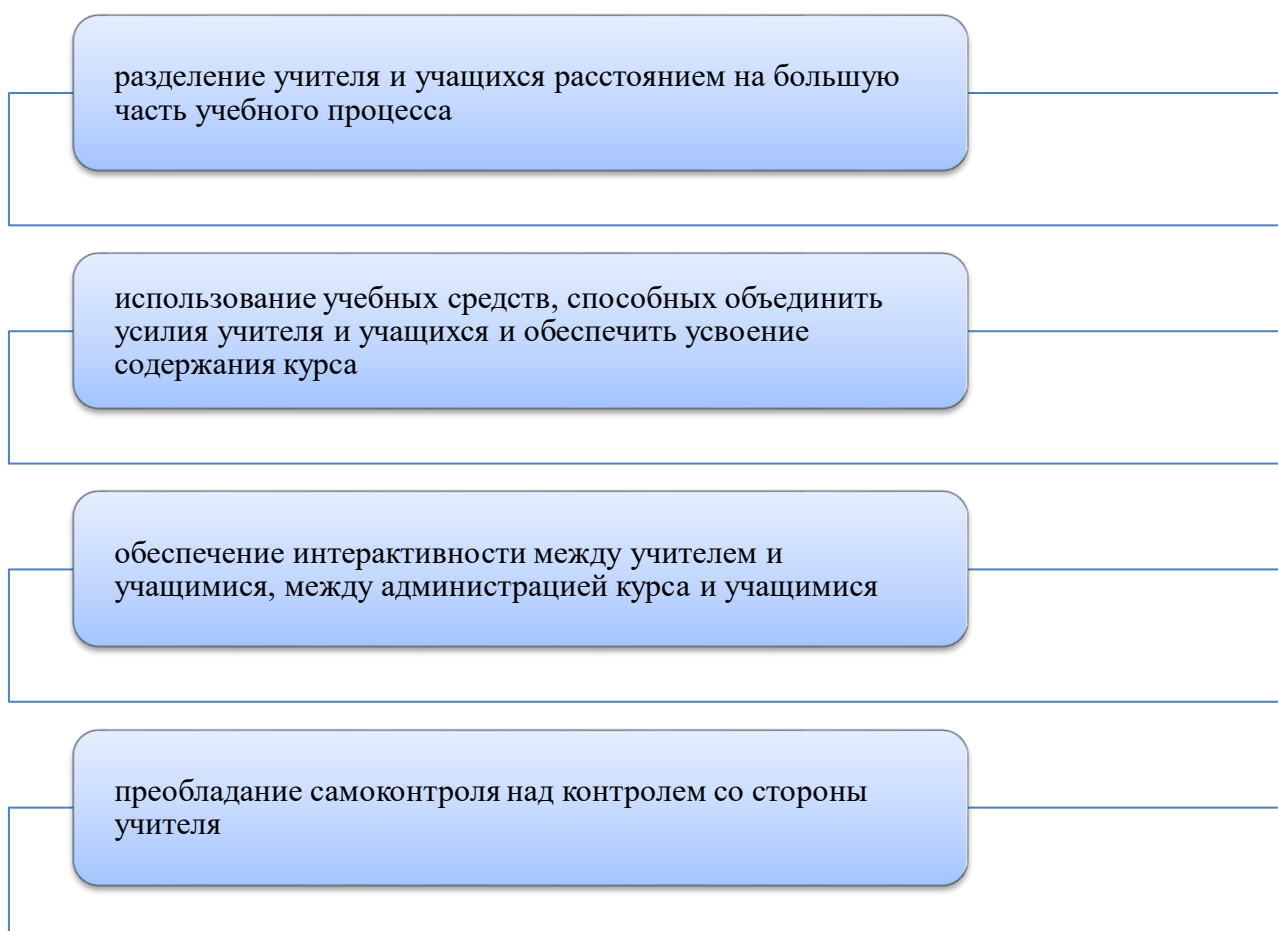 разделение учителя и учащихся расстоянием на большую
часть учебного процесса
использование учебных средств, способных объединить
усилия учителя и учащихся и обеспечить усвоение
содержания курса
обеспечение интерактивности между учителем и
учащимися, между администрацией курса и учащимися
преобладание самоконтроля над контролем со стороны
учителя